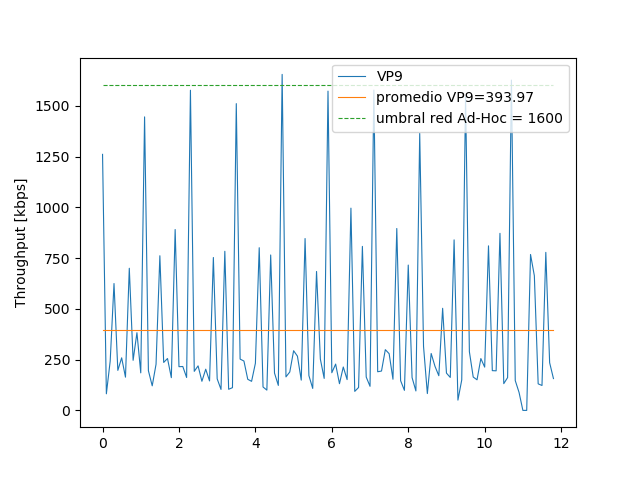 VP9
promedio VP9=393.97
umbral red Ad-Hoc = 1600
Throughput [kbps]
1500
1250
1000
750
500
250
0
0 2 4 6 8 10 12